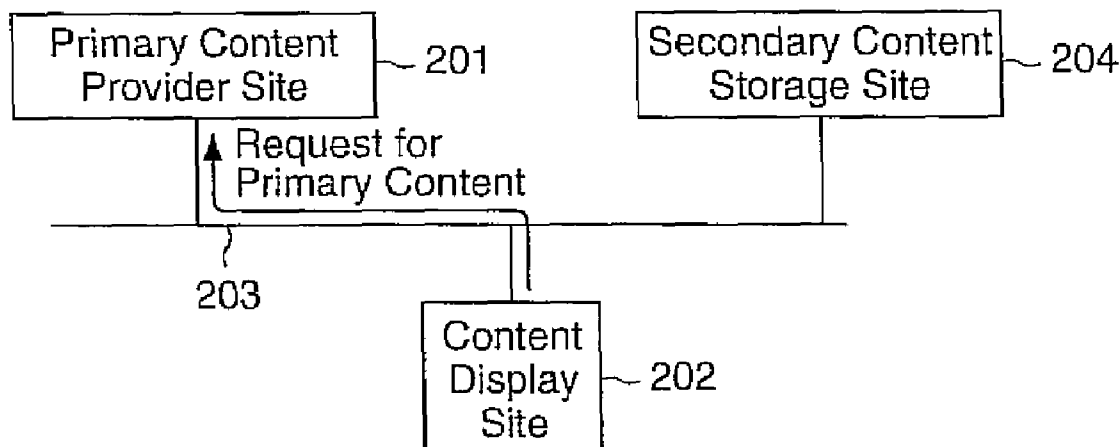 Primary Content
Provider Site
201
Secondary Content
Storage Site
204
Request for
Primary Content
203
Content
Display
Site
202